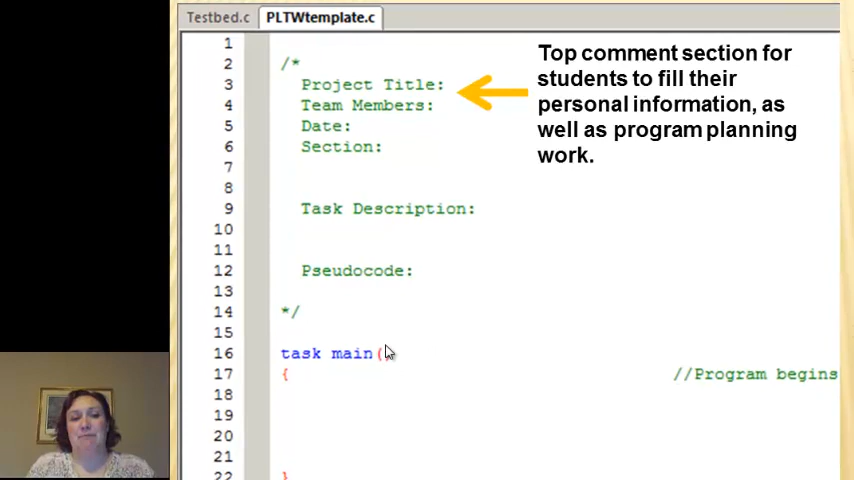 Testbed.c PLTWtemplate.c
1
2 /*
3 Project Title:
4 Team Members:
5 Date:
6 Section:
7
8
9 Task Description:
10
11
12 Pseudocode:
13
14 */
15
16 task main(
17 { //Program begins
18
19
20
21
22 }
Top comment section for
students to fill their
personal information, as
well as program planning
work.